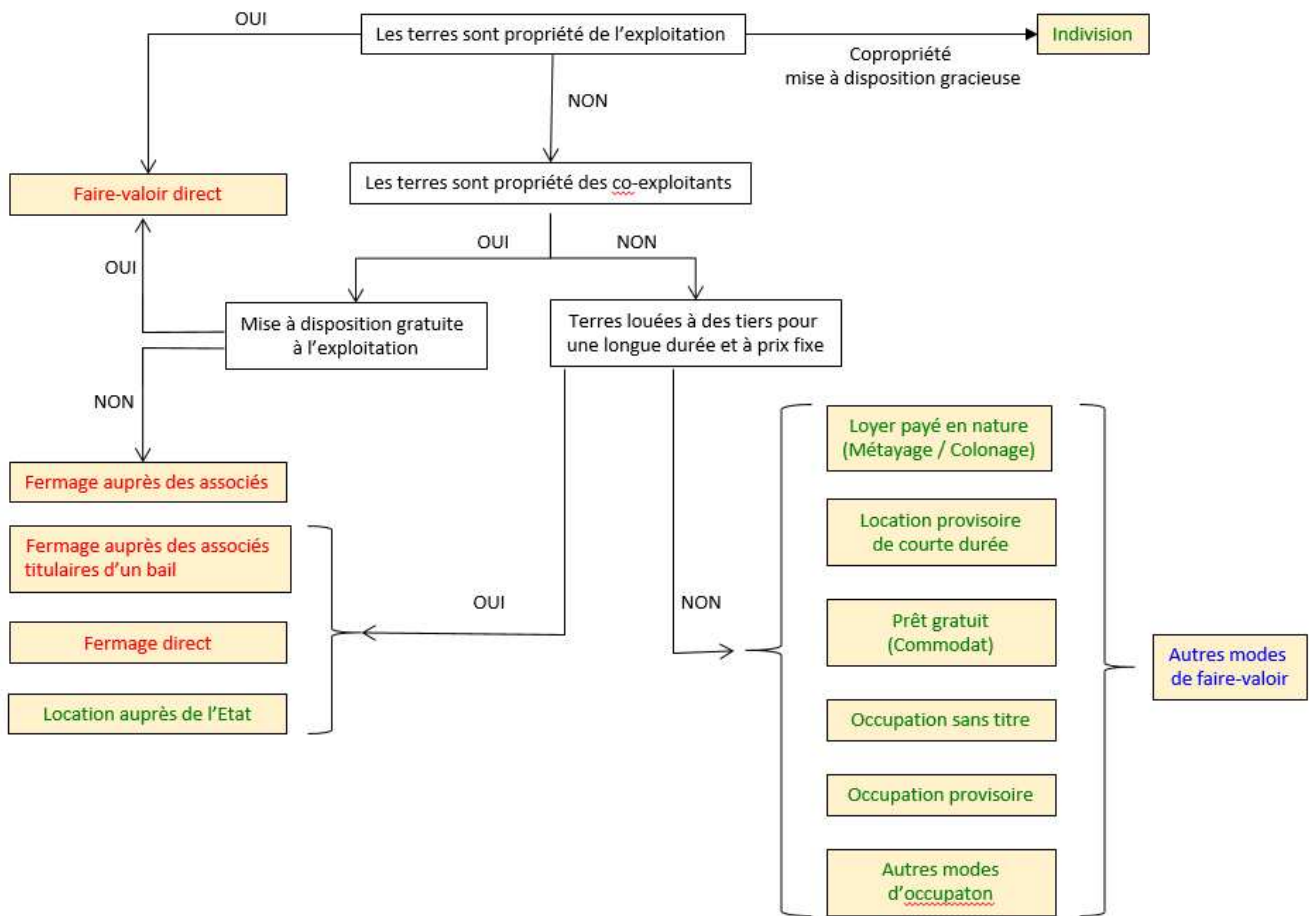 OUI
Les terres sont propriété de l'exploitation
Indivision
Copropriété
mise à disposition gracieuse
NON
Faire-valoir direct
Les terres sont propriété des co-exploitants
OUI
OUI
NON
Mise à disposition gratuite
à l'exploitation
Terres louées à des tiers pour
une longue durée et à prix fixe
NON
Fermage auprès des associés
Fermage auprès des associés
titulaires d'un bail
Fermage direct
Location auprès de l'Etat
OUI
NON
Loyer payé en nature
(Métayage / Colonage)
Location provisoire
de courte durée
Prêt gratuit
(Commodat)
Occupation sans titre
Occupation provisoire
Autres modes
d'occupaton
Autres modes
de faire-valoir